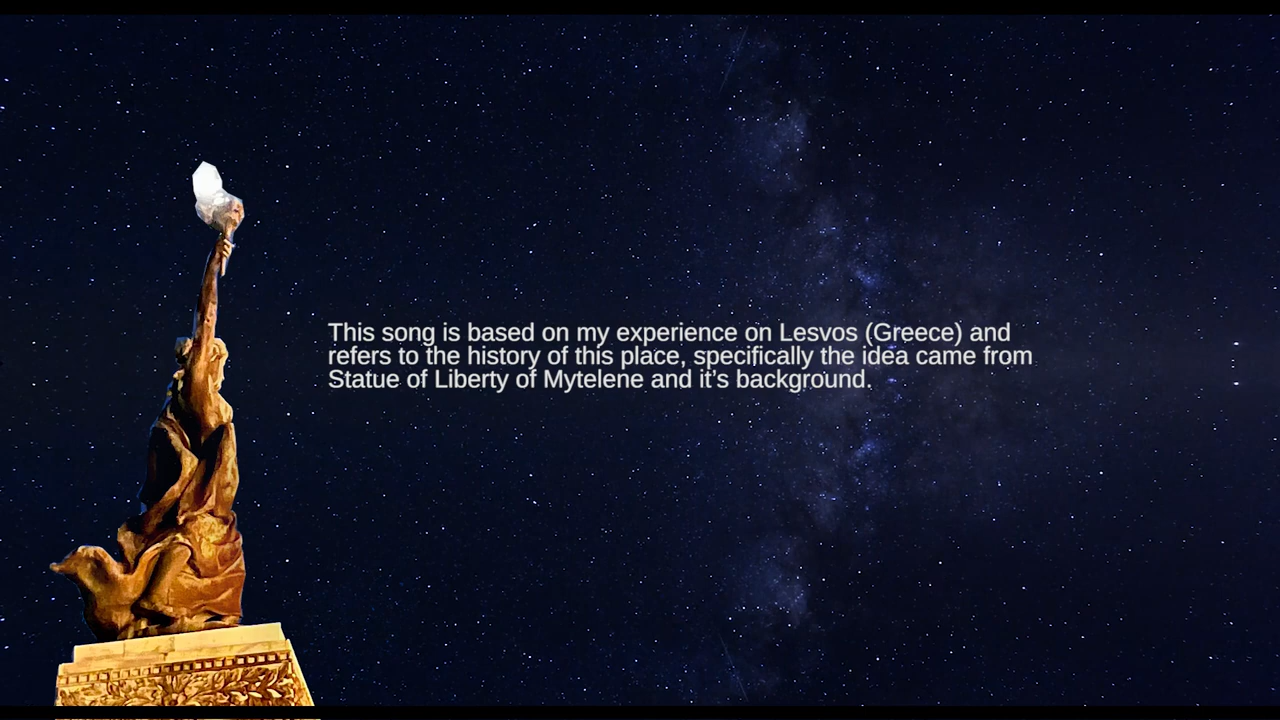 This song is based on my experience on Lesvos (Greece) and
refers to the history of this place, specifically the idea came from
Statue of Liberty of Mytelene and it's background.